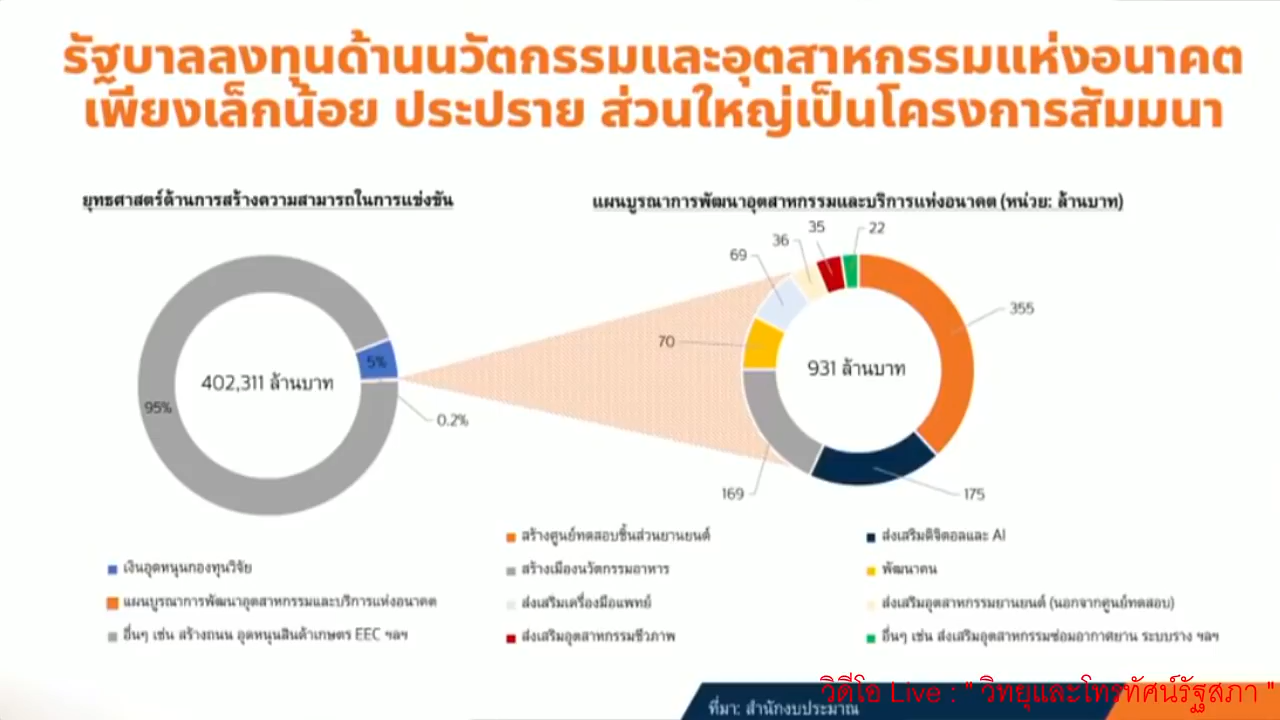 รัฐบาลลงทุนด้านนวัตกรรมและอุตสาหกรรมแห่งอนาคต
เพียงเล็กน้อย ประปราย ส่วนใหญ่เป็นโครงการสัมมนา
ยุทธศาสตร์ด้านการสร้างความสามารถในการแข่งขัน
แผนบูรณาการพัฒนาอุตสาหกรรมและบริการแห่งอนาคต (หน่วย: ล้านบาท)
402,311 ล้านบาท
95%
5%
0.2%
931 ล้านบาท
355
175
169
70
69
36
35
22
เงินอุดหนุนกองทุนวิจัย
แผนบูรณาการพัฒนาอุตสาหกรรมและบริการแห่งอนาคต
อื่นๆ เช่น สร้างถนน อุดหนุนสินค้าเกษตร EEC ฯลฯ
สร้างศูนย์ทดสอบชิ้นส่วนยานยนต์
ส่งเสริมดิจิตอลและ AI
สร้างเมืองนวัตกรรมอาหาร
พัฒนาคน
ส่งเสริมเครื่องมือแพทย์
ส่งเสริมอุตสาหกรรมยานยนต์ (นอกจากศูนย์ทดสอบ)
ส่งเสริมอุตสาหกรรมชีวภาพ
อื่นๆ เช่น ส่งเสริมอุตสาหกรรมซ่อมอากาศยาน ระบบราง ฯลฯ
วิดีโอ Live : " วิทยุและโทรทัศน์รัฐสภา "
ที่มา: สำนักงบประมาณ